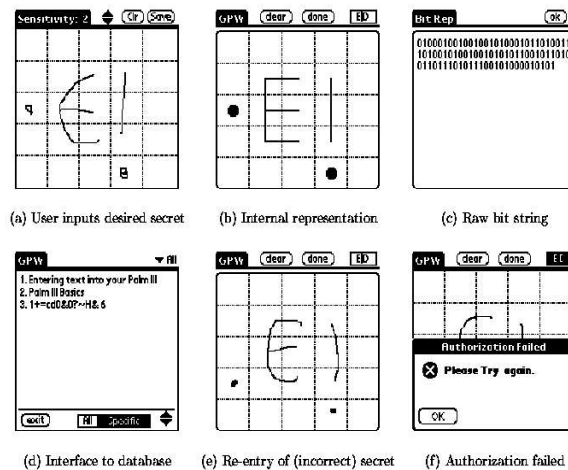 Sensitivity: 2 Clr Save
GPW clear done
Bit Rep ok
(a) User inputs desired secret
(b) Internal representation
(c) Raw bit string
GPW All
1. Entering text into your Palm III
2. Palm III Basics
exit All Specific
GPW clear done
GPW clear done
Authorization Failed
Please Try again.
OK
(d) Interface to database
(e) Re-entry of (incorrect) secret
(f) Authorization failed